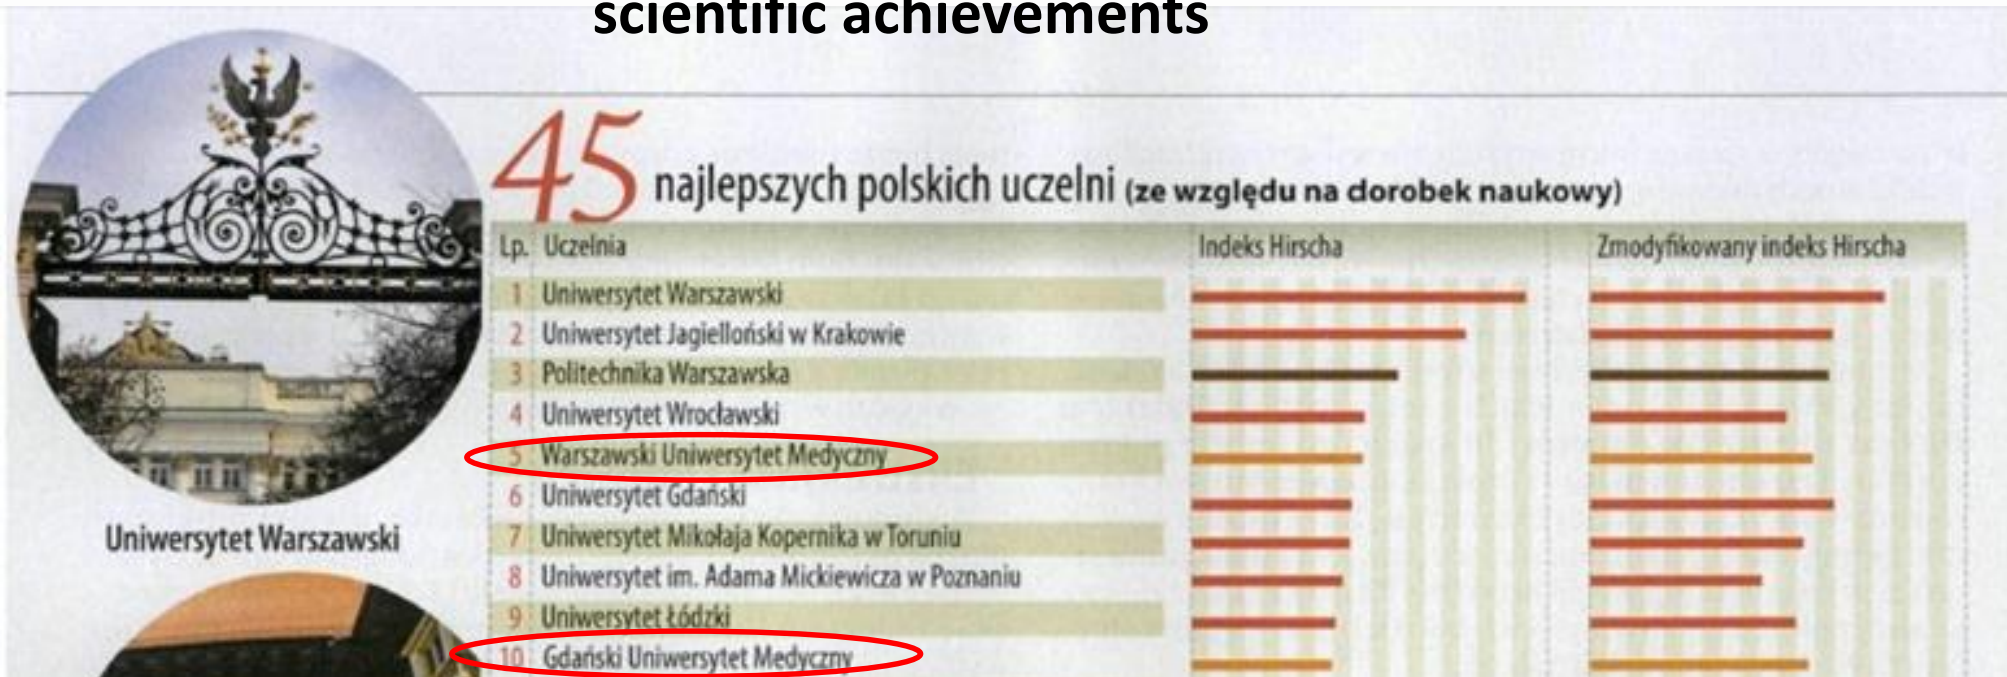 scientific achievements
45 najlepszych polskich uczelni (ze względu na dorobek naukowy)
Lp. Uczelnia Indeks Hirscha Zmodyfikowany indeks Hirscha
1 Uniwersytet Warszawski
2 Uniwersytet Jagielloński w Krakowie
3 Politechnika Warszawska
4 Uniwersytet Wrocławski
5 Warszawski Uniwersytet Medyczny
6 Uniwersytet Gdański
7 Uniwersytet Mikołaja Kopernika w Toruniu
8 Uniwersytet im. Adama Mickiewicza w Poznaniu
9 Uniwersytet Łódzki
10 Gdański Uniwersytet Medyczny
Uniwersytet Warszawski